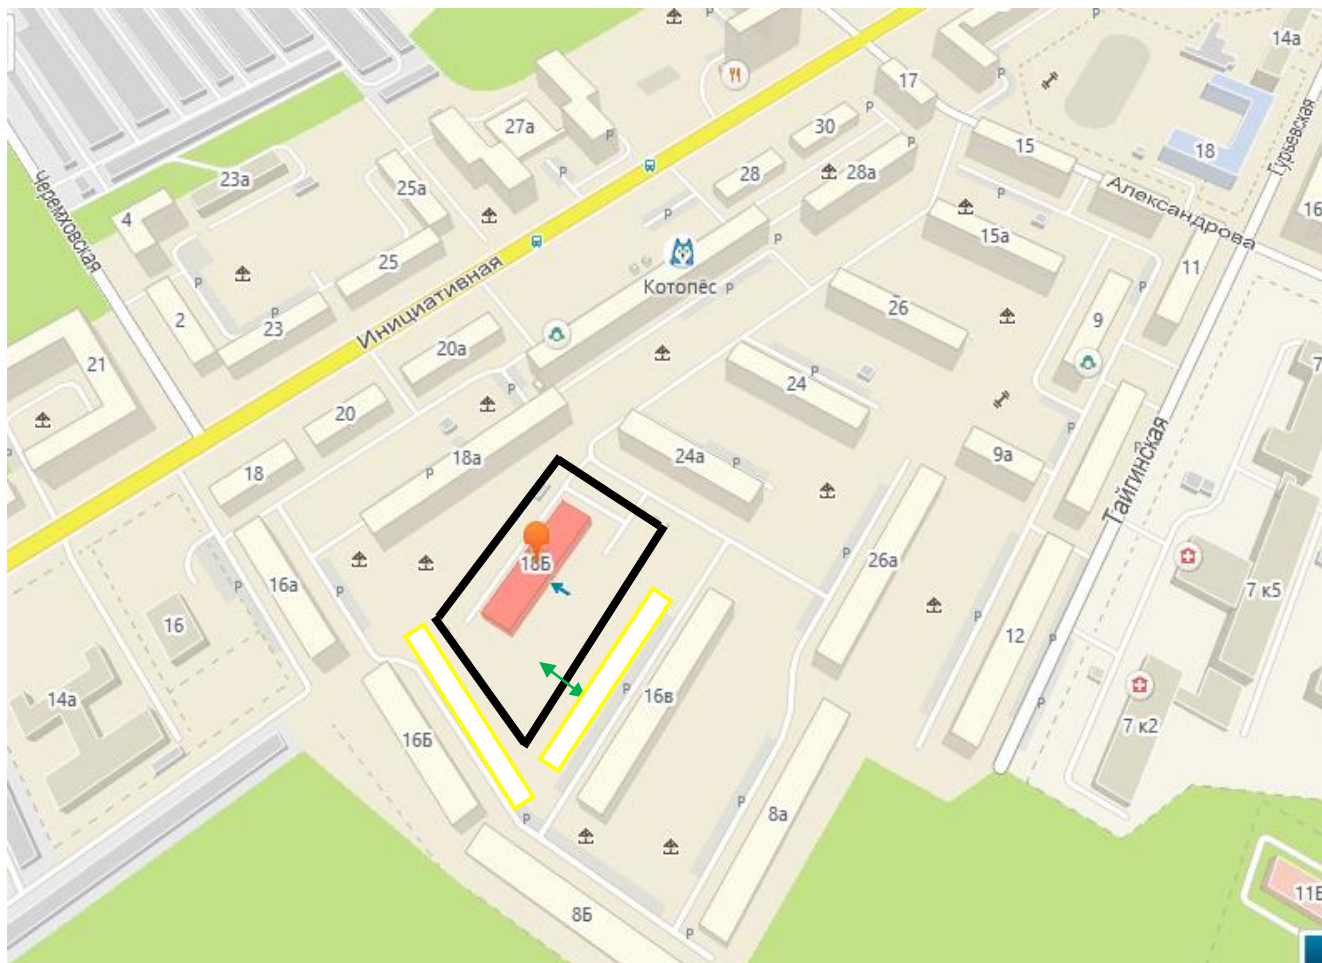 P
P
14а
17
27а
30
P
P
P
15
18
Гурьевская
Черемховская
23а
25а
P
28
28а
P
P
Александрова
16
4
P
15а
25
P
P
11
Инициативная
Котопёс
P
P
2
23
20а
26
9
7
21
24
P
P
20
P
P
18а
P
24а
P
9а
P
Тайгинская
18
P
18Б
P
26а
7 к5
16а
P
P
P
12
P
16
14а
P
16в
P
7 к2
16Б
P
8а
P
8Б
P
11Б